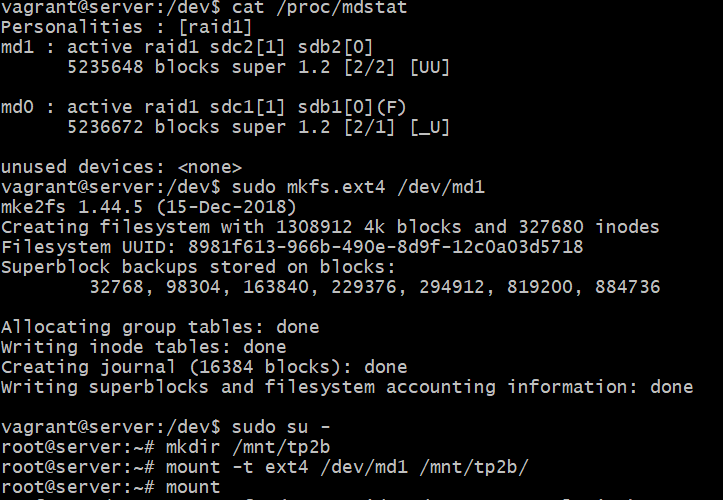 vagrant@server:/dev$ cat /proc/mdstat
Personalities : [raid1]
md1 : active raid1 sdc2[1] sdb2[0]
      5235648 blocks super 1.2 [2/2] [UU]

md0 : active raid1 sdc1[1] sdb1[0](F)
      5236672 blocks super 1.2 [2/1] [_U]

unused devices: <none>
vagrant@server:/dev$ sudo mkfs.ext4 /dev/md1
mke2fs 1.44.5 (15-Dec-2018)
Creating filesystem with 1308912 4k blocks and 327680 inodes
Filesystem UUID: 8981f613-966b-490e-8d9f-12c0a03d5718
Superblock backups stored on blocks:
        32768, 98304, 163840, 229376, 294912, 819200, 884736

Allocating group tables: done
Writing inode tables: done
Creating journal (16384 blocks): done
Writing superblocks and filesystem accounting information: done

vagrant@server:/dev$ sudo su -
root@server:~# mkdir /mnt/tp2b
root@server:~# mount -t ext4 /dev/md1 /mnt/tp2b/
root@server:~# mount